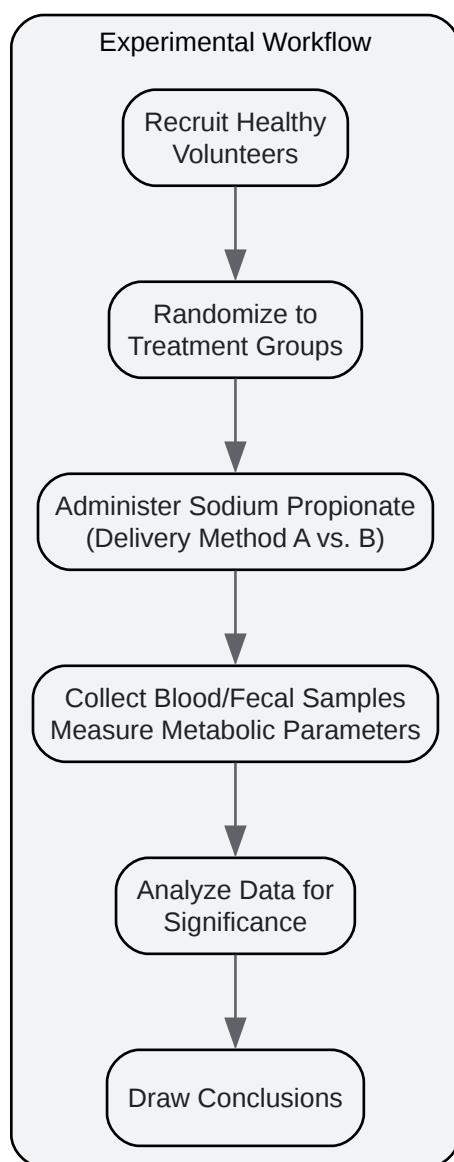 Experimental Workflow
Recruit Healthy
Volunteers
Randomize to
Treatment Groups
Administer Sodium Propionate
(Delivery Method A vs. B)
Collect Blood/Fecal Samples
Measure Metabolic Parameters
Analyze Data for
Significance
Draw Conclusions